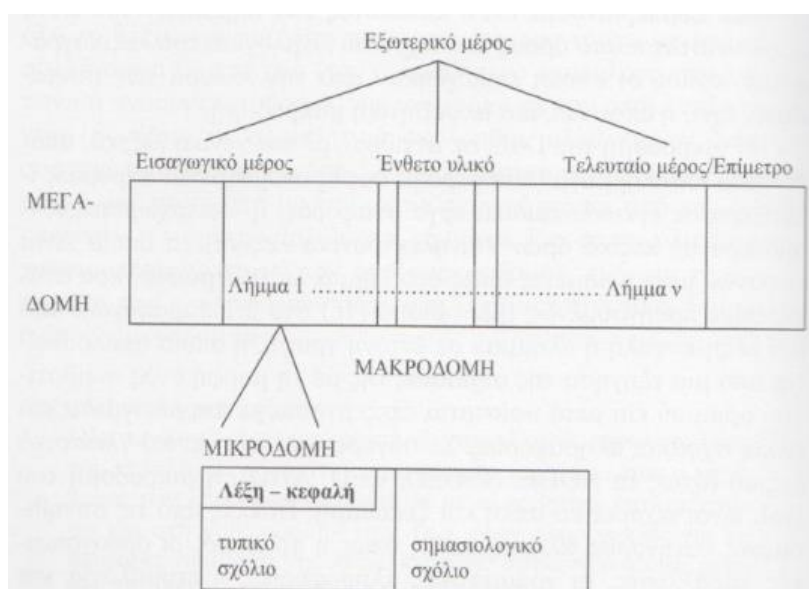 Εξωτερικό μέρος
Εισαγωγικό μέρος Ένθετο υλικό Τελευταίο μέρος/Επίμετρο
ΜΕΓΑ-
Λήμμα 1 ........................................................ Λήμμα ν
ΔΟΜΗ
ΜΑΚΡΟΔΟΜΗ
ΜΙΚΡΟΔΟΜΗ
Λέξη – κεφαλή
τυπικό σημασιολογικό
σχόλιο σχόλιο